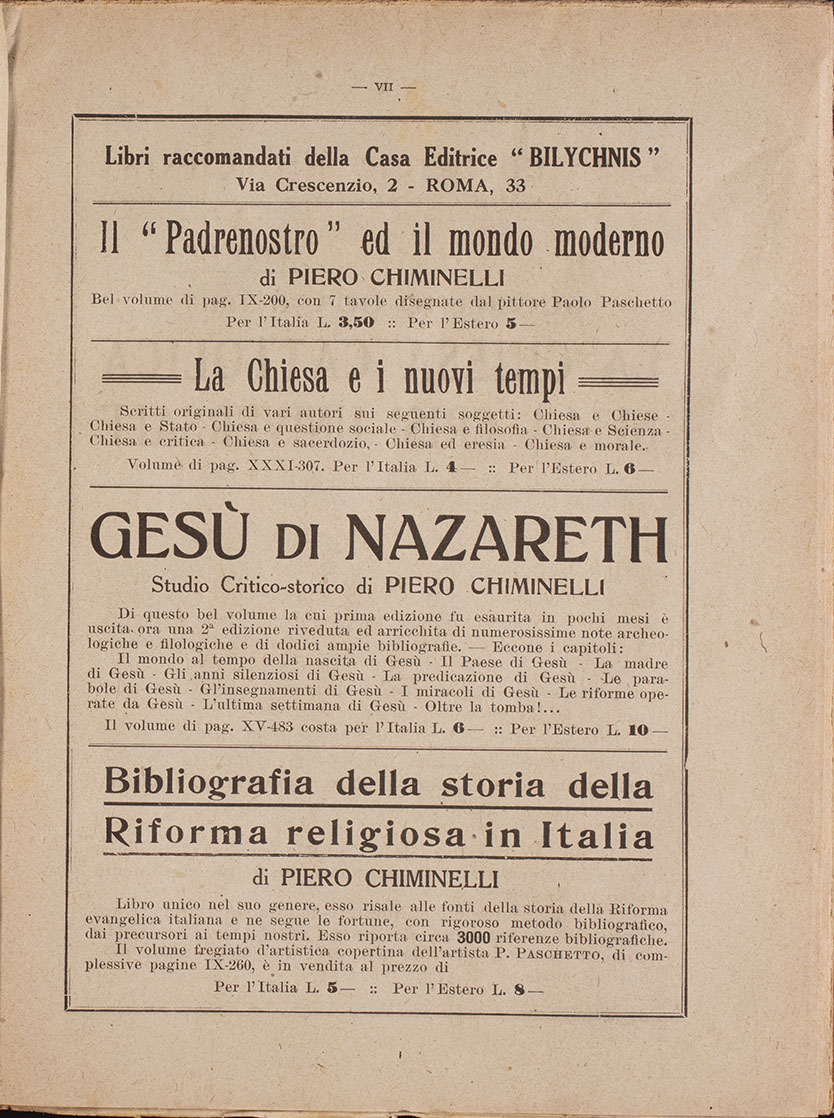 — VII —
Libri raccomandati della Casa Editrice “ BILYCHNIS ”
Via Crescenzio, 2 - ROMA, 33
Il “ Padrenostro ” ed il mondo moderno
di PIERO CHIMINELLI
Bel volume di pag. IX-200, con 7 tavole disegnate dal pittore Paolo Paschetto
Per l'Italia L. 3,50 :: Per l'Estero 5 —
La Chiesa e i nuovi tempi
Scritti originali di vari autori sui seguenti soggetti: Chiesa e Chiese -
Chiesa e Stato - Chiesa e questione sociale - Chiesa e filosofia - Chiesa e Scienza -
Chiesa e critica - Chiesa e sacerdozio, - Chiesa ed eresia - Chiesa e morale.
Volume di pag. XXXI-307. Per l'Italia L. 4 — :: Per l'Estero L. 6 —
GESÙ DI NAZARETH
Studio Critico-storico di PIERO CHIMINELLI
Di questo bel volume la cui prima edizione fu esaurita in pochi mesi è
uscita ora una 2ª edizione riveduta ed arricchita di numerosissime note archeo-
logiche e filologiche e di dodici ampie bibliografie. — Eccone i capitoli:
Il mondo al tempo della nascita di Gesù - Il Paese di Gesù - La madre
di Gesù - Gli anni silenziosi di Gesù - La predicazione di Gesù - Le para-
bole di Gesù - Gl'insegnamenti di Gesù - I miracoli di Gesù - Le riforme ope-
rate da Gesù - L'ultima settimana di Gesù - Oltre la tomba!...
Il volume di pag. XV-483 costa per l'Italia L. 6 — :: Per l'Estero L. 10 —
Bibliografia della storia della
Riforma religiosa in Italia
di PIERO CHIMINELLI
Libro unico nel suo genere, esso risale alle fonti della storia della Riforma
evangelica italiana e ne segue le fortune, con rigoroso metodo bibliografico,
dai precursori ai tempi nostri. Esso riporta circa 3000 riferenze bibliografiche.
Il volume fregiato d'artistica copertina dell'artista P. PASCHETTO, di com-
plessive pagine IX-260, è in vendita al prezzo di
Per l'Italia L. 5 — :: Per l'Estero L. 8 —